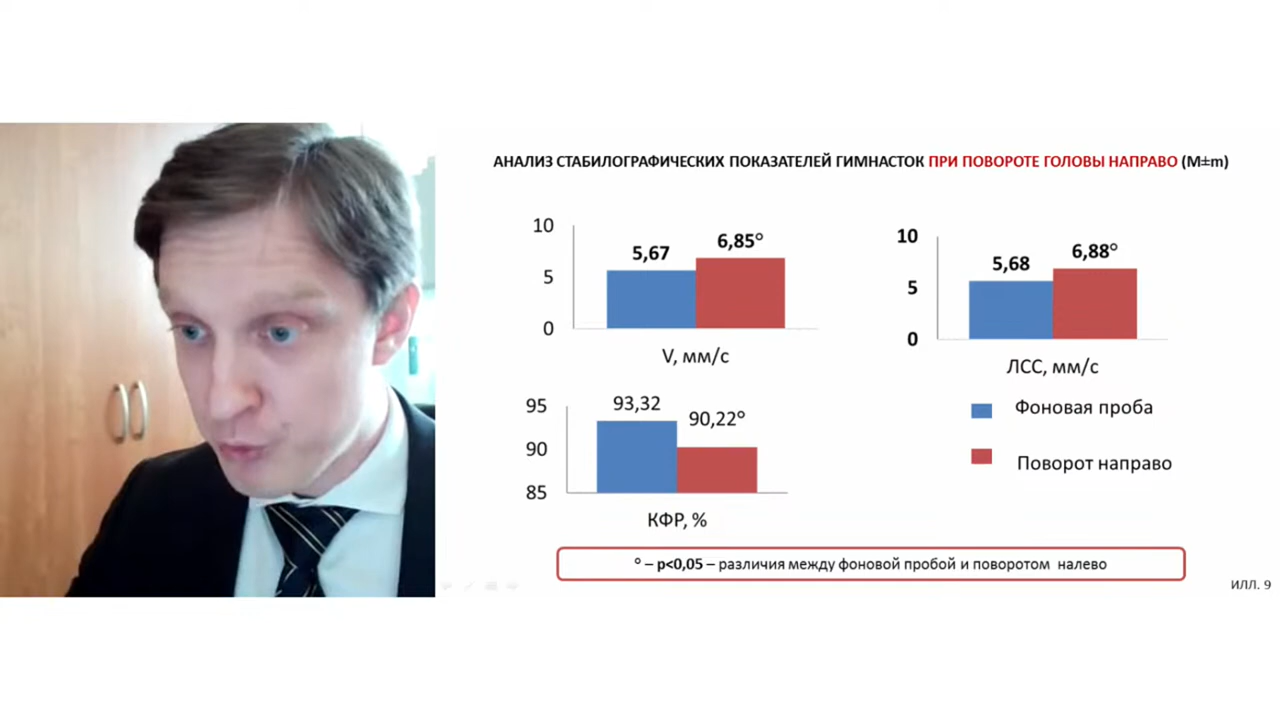 АНАЛИЗ СТАБИЛОГРАФИЧЕСКИХ ПОКАЗАТЕЛЕЙ ГИМНАСТОК ПРИ ПОВОРОТЕ ГОЛОВЫ НАПРАВО (M±m)
10
5
0
5,67
6,85°
V, мм/с
10
5
0
5,68
6,88°
ЛСС, мм/с
95
90
85
93,32
90,22°
КФР, %
Фоновая проба
Поворот направо
° – p<0,05 – различия между фоновой пробой и поворотом налево
ИЛЛ. 9